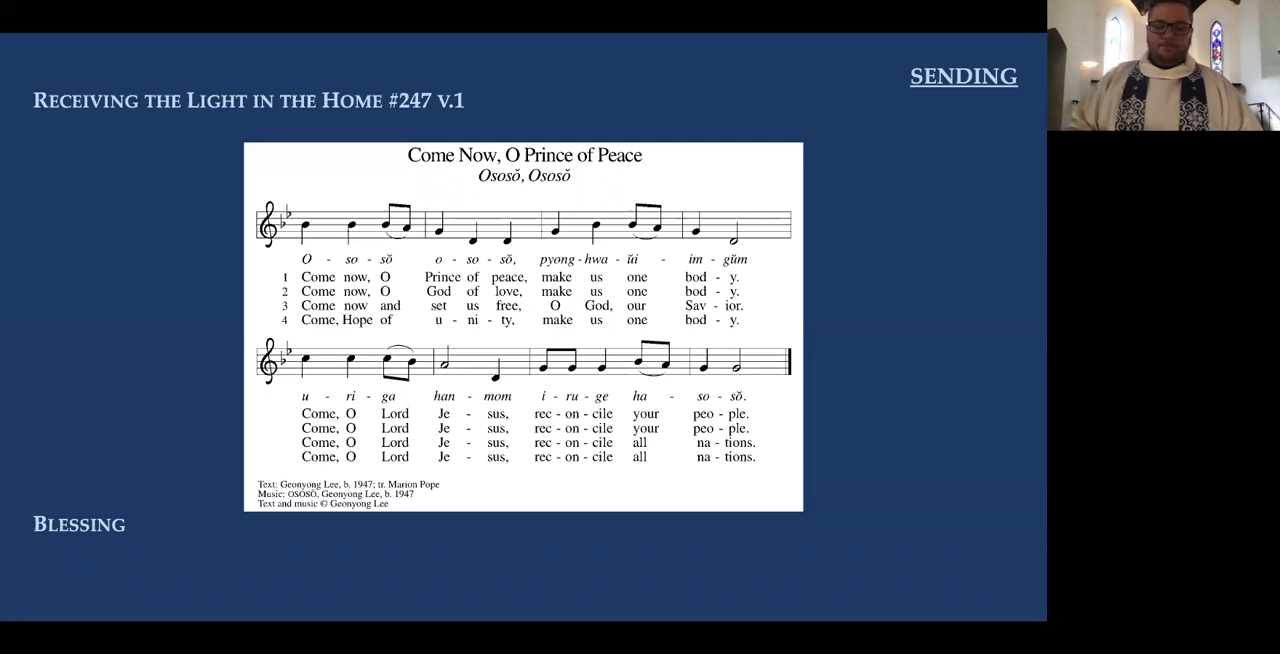 SENDING
RECEIVING THE LIGHT IN THE HOME #247 V.1
Come Now, O Prince of Peace
Ososŏ, Ososŏ
O - so - sŏ o - so - sŏ, pyong - hwa - ŭi - im - gŭm
1 Come now, O Prince of peace, make us one bod - y.
2 Come now, O God of love, make us one bod - y.
3 Come now and set us free, O God, our Sav - ior.
4 Come, Hope of u - ni - ty, make us one bod - y.
u - ri - ga han - mom i - ru - ge ha - so - sŏ.
Come, O Lord Je - sus, rec - on - cile your peo - ple.
Come, O Lord Je - sus, rec - on - cile your peo - ple.
Come, O Lord Je - sus, rec - on - cile all na - tions.
Come, O Lord Je - sus, rec - on - cile all na - tions.
Text: Geonyong Lee, b. 1947; tr. Marion Pope
Music: OSOSŎ, Geonyong Lee, b. 1947
Text and music © Geonyong Lee
BLESSING